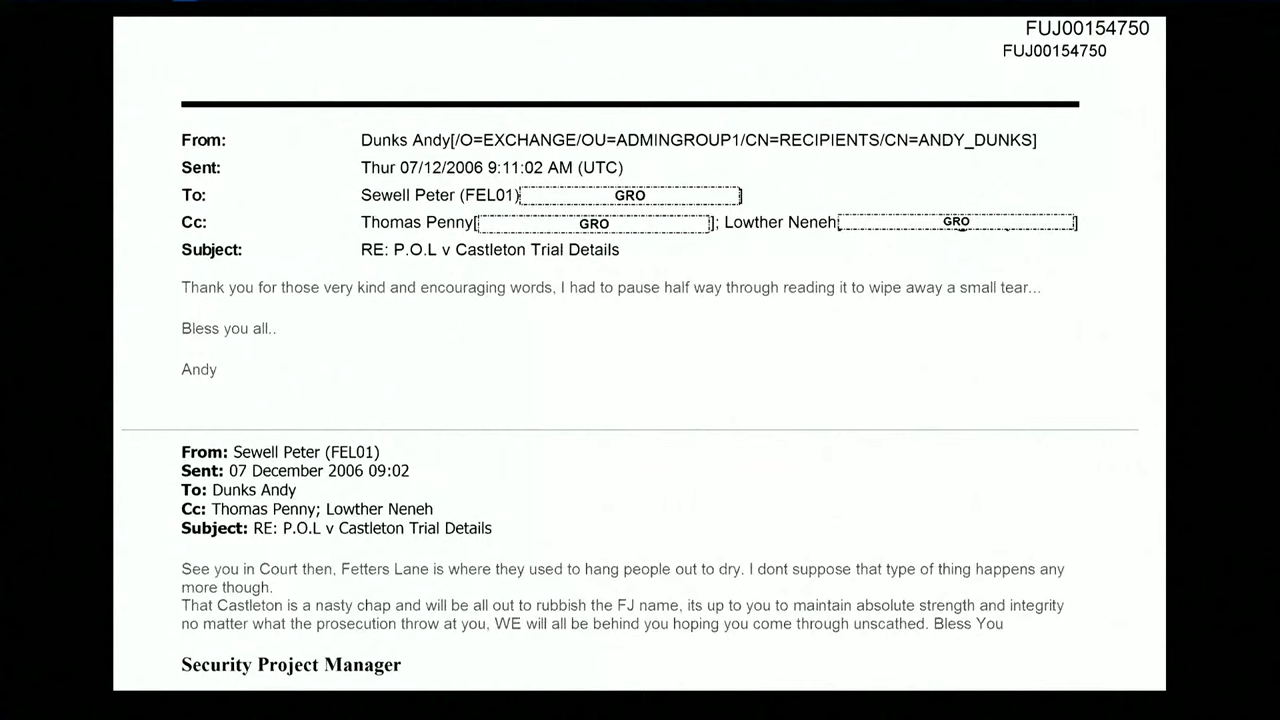 FUJ00154750
FUJ00154750
From: Dunks Andy[/O=EXCHANGE/OU=ADMINGROUP1/CN=RECIPIENTS/CN=ANDY_DUNKS]
Sent: Thur 07/12/2006 9:11:02 AM (UTC)
To: Sewell Peter (FEL01)[GRO]
Cc: Thomas Penny[GRO]; Lowther Neneh[GRO]
Subject: RE: P.O.L v Castleton Trial Details
Thank you for those very kind and encouraging words, I had to pause half way through reading it to wipe away a small tear...
Bless you all..
Andy
From: Sewell Peter (FEL01)
Sent: 07 December 2006 09:02
To: Dunks Andy
Cc: Thomas Penny; Lowther Neneh
Subject: RE: P.O.L v Castleton Trial Details
See you in Court then, Fetters Lane is where they used to hang people out to dry. I dont suppose that type of thing happens any
more though.
That Castleton is a nasty chap and will be all out to rubbish the FJ name, its up to you to maintain absolute strength and integrity
no matter what the prosecution throw at you, WE will all be behind you hoping you come through unscathed. Bless You
Security Project Manager